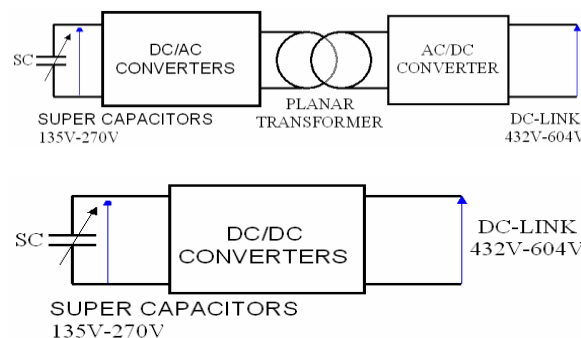 SC
DC/AC
CONVERTERS
AC/DC
CONVERTER
PLANAR
TRANSFORMER
SUPER CAPACITORS
135V-270V
DC-LINK
432V-604V
SC
DC/DC
CONVERTERS
DC-LINK
432V-604V
SUPER CAPACITORS
135V-270V